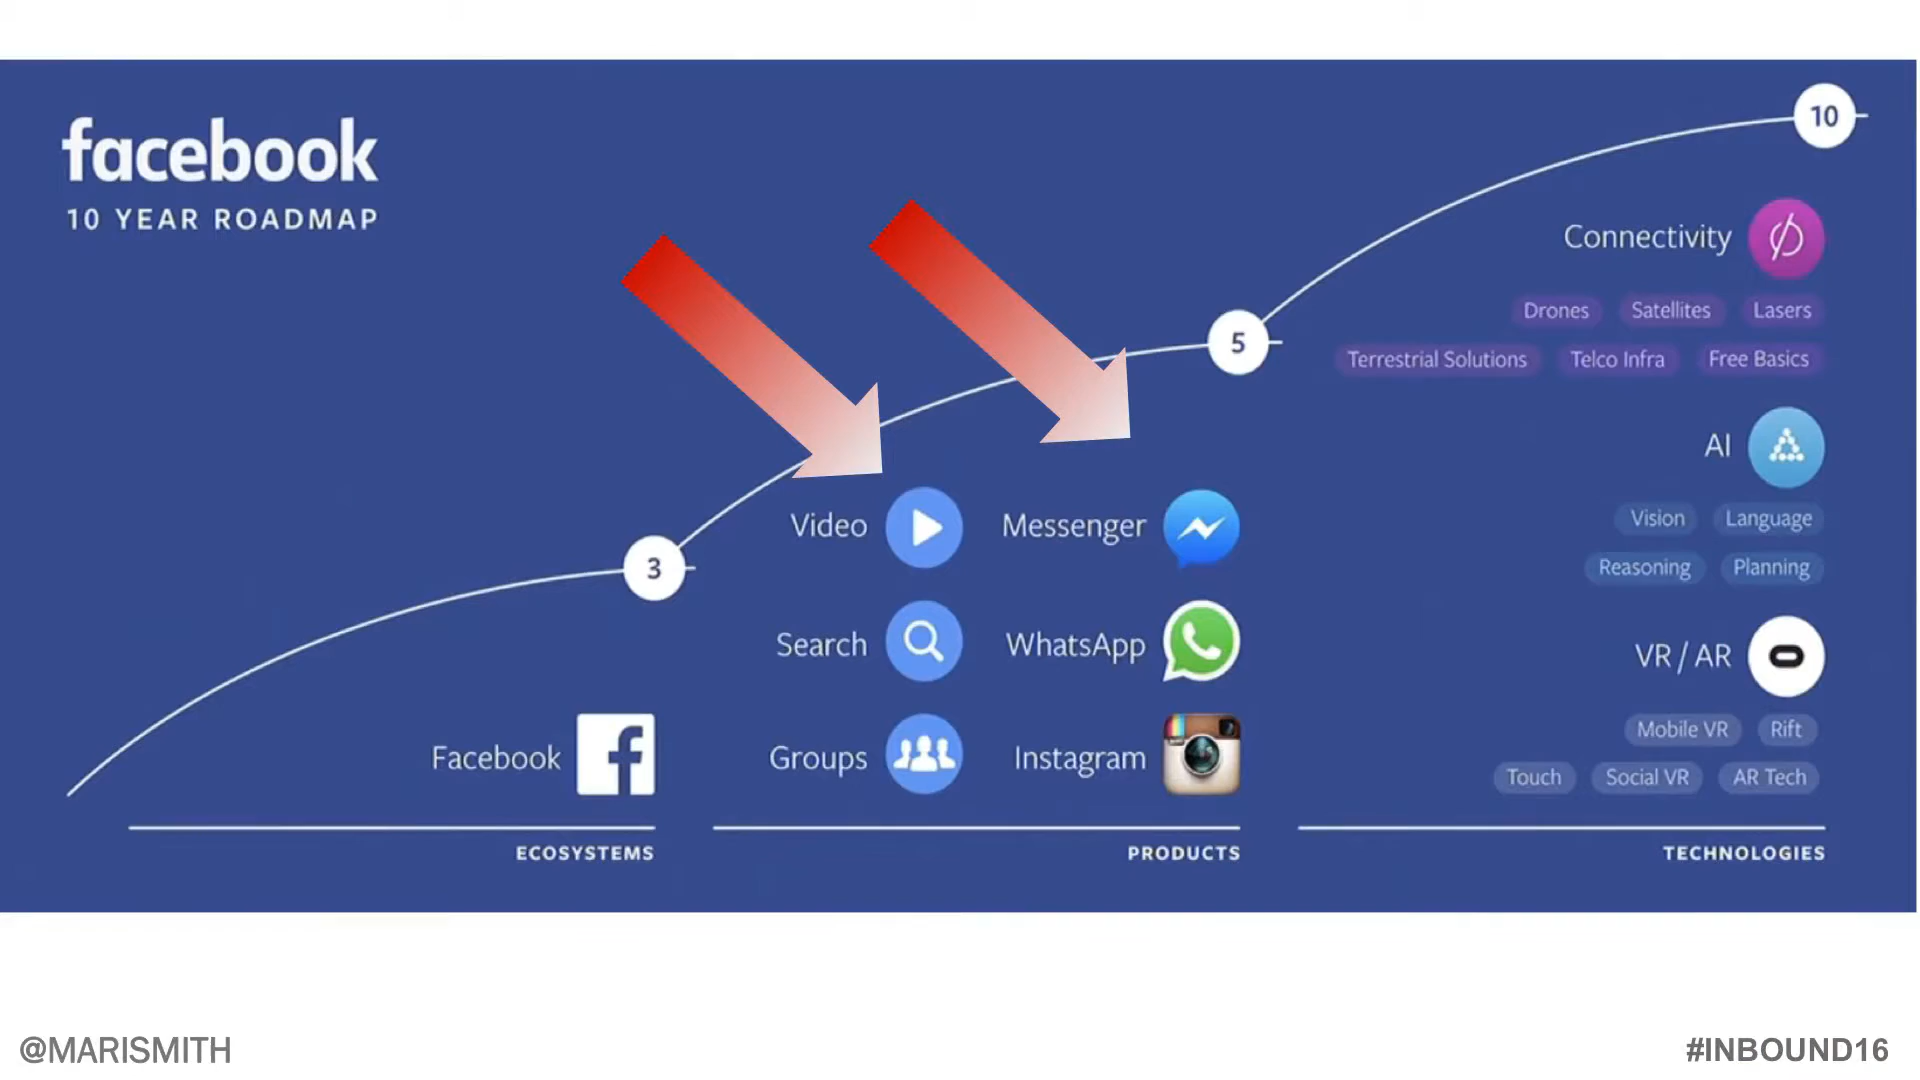 facebook
10 YEAR ROADMAP
10
5
3
Connectivity
Drones Satellites Lasers
Terrestrial Solutions Telco Infra Free Basics
AI
Vision Language
Reasoning Planning
VR / AR
Mobile VR Rift
Touch Social VR AR Tech
TECHNOLOGIES
Video Messenger
Search WhatsApp
Groups Instagram
PRODUCTS
Facebook
ECOSYSTEMS
@MARISMITH
#INBOUND16